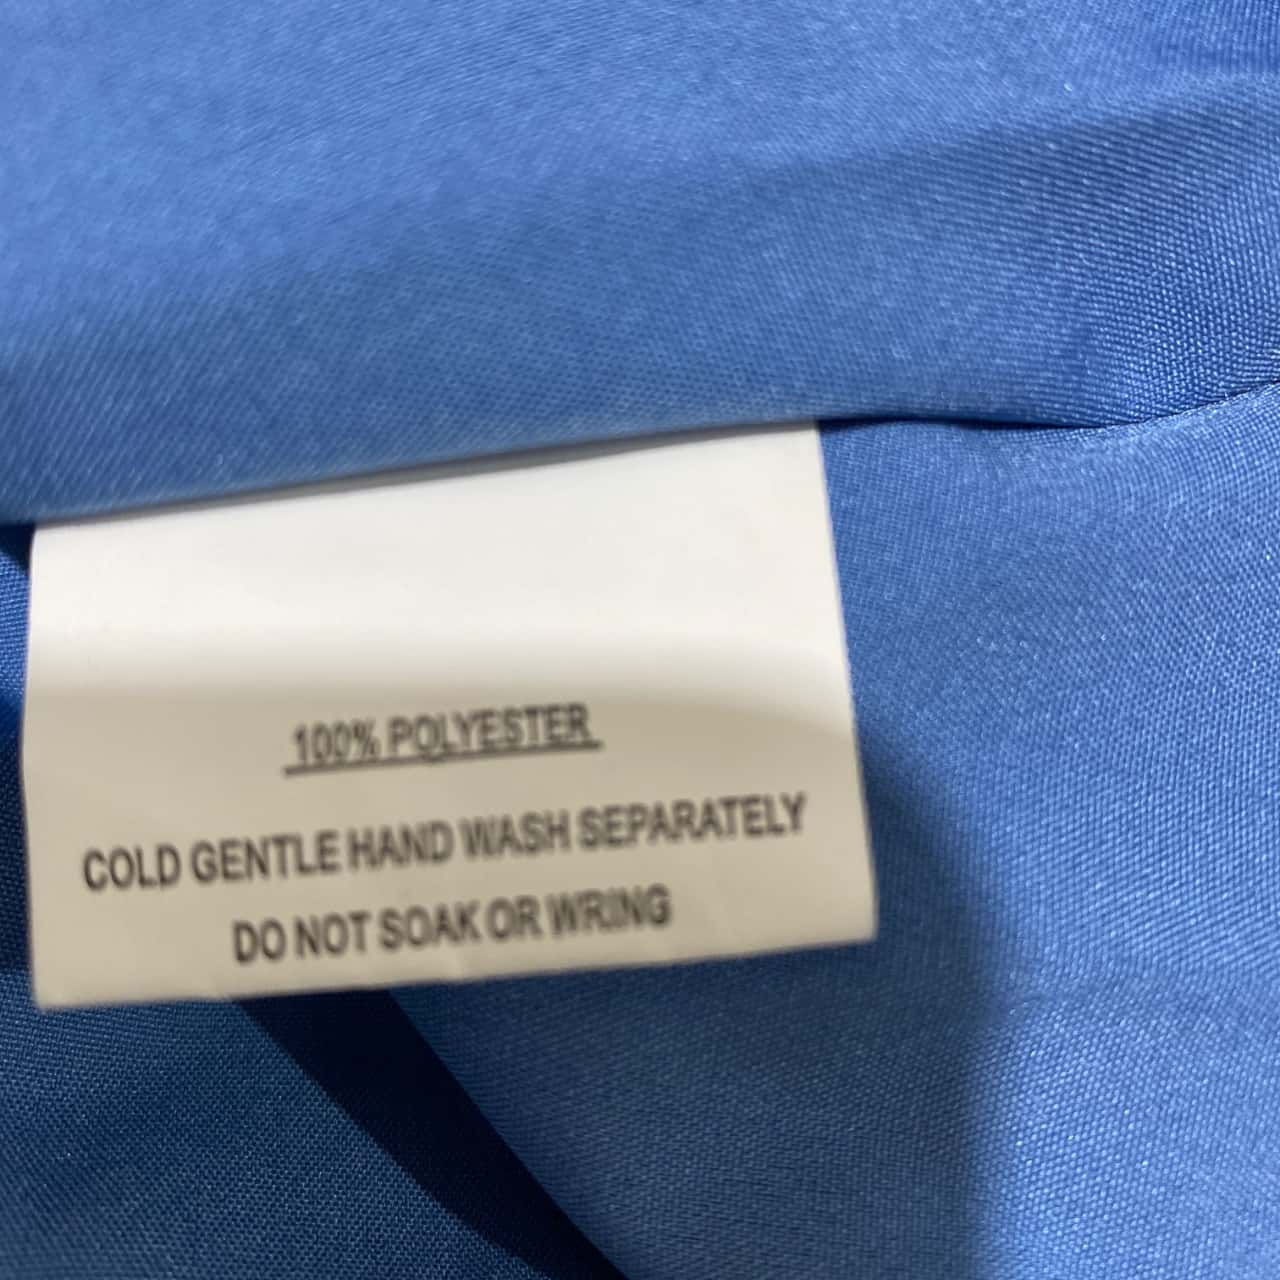 100% POLYESTER
COLD GENTLE HAND WASH SEPARATELY
DO NOT SOAK OR WRING